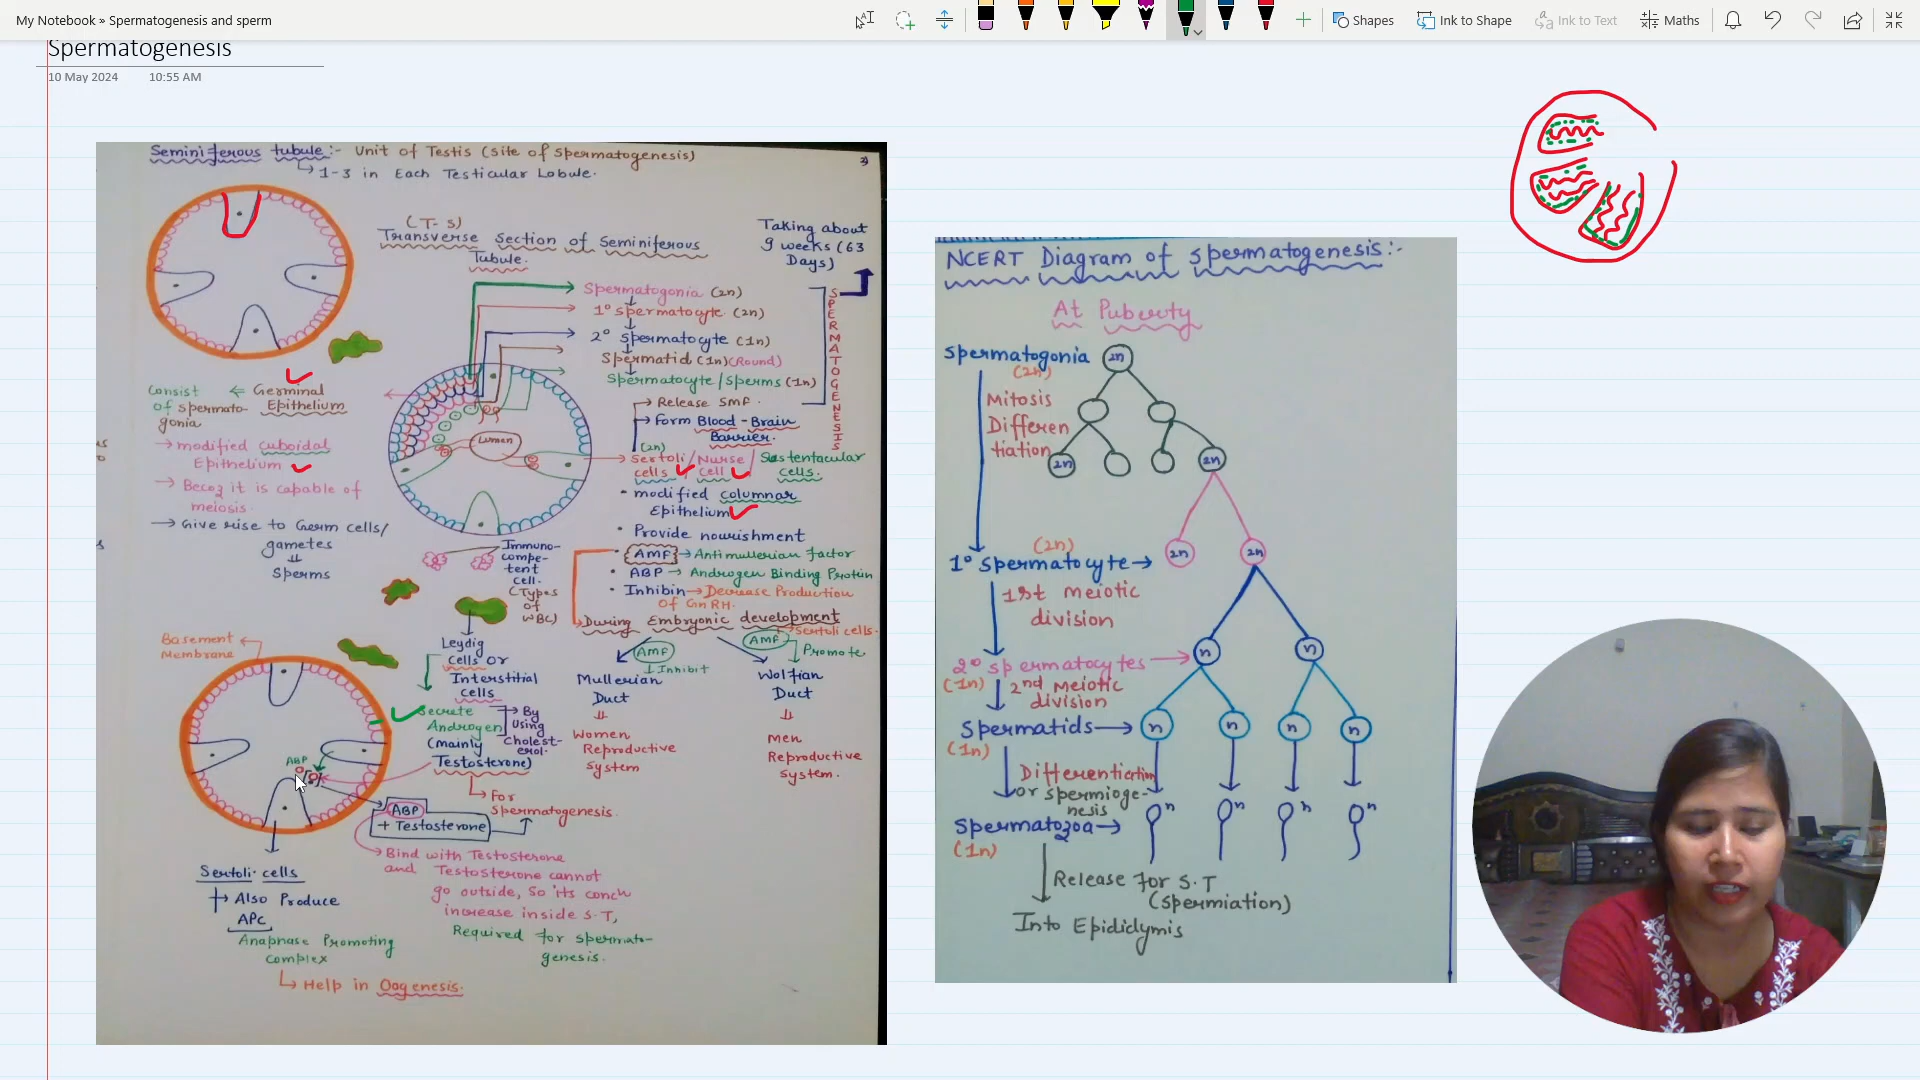 My Notebook » Spermatogenesis and sperm
Shapes
Ink to Shape
Ink to Text
Maths
Spermatogenesis
10 May 2024 10:55 AM
Seminiferous tubule:- Unit of Testis (site of spermatogenesis)
1-3 in Each Testicular Lobule.
(T-S)
Transverse Section of Seminiferous
Tubule.
Taking about
9 weeks (63
Days)
Spermatogonia (2n)
1° spermatocyte (2n)
2° spermatocyte (1n)
Spermatid (1n) (Round)
Spermatocyte/Sperms (1n)
SPERMATOGENESIS
Release SMF.
Form Blood-Brain
Barrier.
(2n)
Sertoli/Nurse/Sustentacular
cells cell cells.
• modified columnar
Epithelium
• Provide nourishment
• AMF → Antimullerian factor
• ABP → Androgen Binding Protein
• Inhibin → Decrease Production
of GnRH.
During Embryonic development
Sertoli cells.
AMF
Inhibit
Mullerian
Duct
Women
Reproductive
system
AMF
Promote
Wolfian
Duct
Men
Reproductive
system.
Consist ⇐ Germinal
of spermato- Epithelium
gonia
→ modified cuboidal
Epithelium
→ Becoz it is capable of
meiosis.
→ Give rise to Germ cells/
gametes
Sperms
Lumen
Immuno-
compe-
tent
cell.
(Types
of
WBC)
Basement
Membrane
Leydig
Cells or
Interstitial
cells
Secrete
Androgen
(mainly
Testosterone)
By
using
Cholest-
erol.
For
spermatogenesis.
ABP
ABP
+ Testosterone
Bind with Testosterone
and Testosterone cannot
go outside, so its concn
increase inside S.T,
Required for spermato-
genesis.
Sertoli cells
Also Produce
APC
Anaphase Promoting
complex
Help in Oogenesis.
NCERT Diagram of spermatogenesis:-
At Puberty
Spermatogonia
(2n)
2n
Mitosis
Differen
tiation
2n
2n
(2n)
1° Spermatocyte →
2n
2n
1st meiotic
division
2° spermatocytes →
(1n)
n
n
2nd meiotic
division
Spermatids →
(1n)
n
n
n
n
Differentiation
or spermioge-
nesis
Spermatozoa →
(1n)
n
n
n
n
Release for S.T
(spermiation)
Into Epididymis